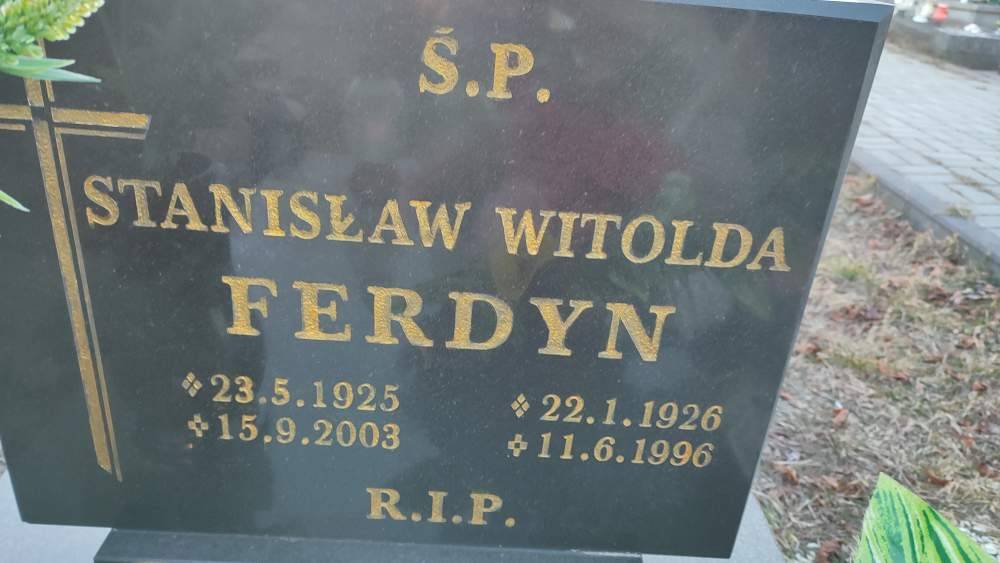 Ś.P.
STANISŁAW WITOLDA
FERDYN
23.5.1925 22.1.1926
15.9.2003 11.6.1996
R.I.P.